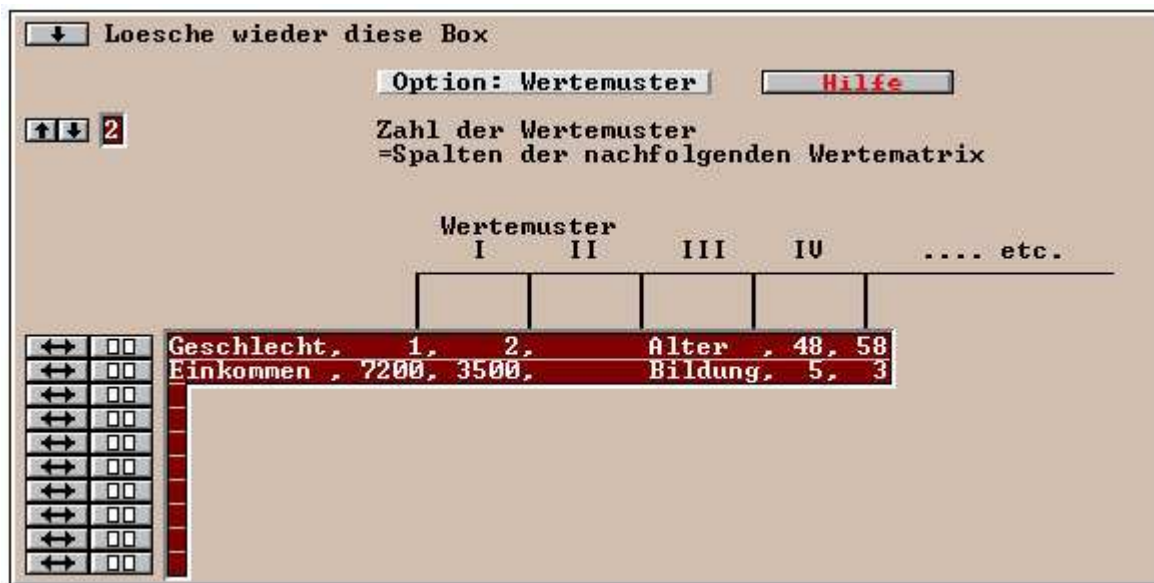 Loesche wieder diese Box
Option: Wertemuster Hilfe
2 Zahl der Wertemuster
=Spalten der nachfolgenden Wertematrix
Wertemuster
I II III IV .... etc.
Geschlecht, 1, 2, Alter , 48, 58
Einkommen , 7200, 3500, Bildung, 5, 3